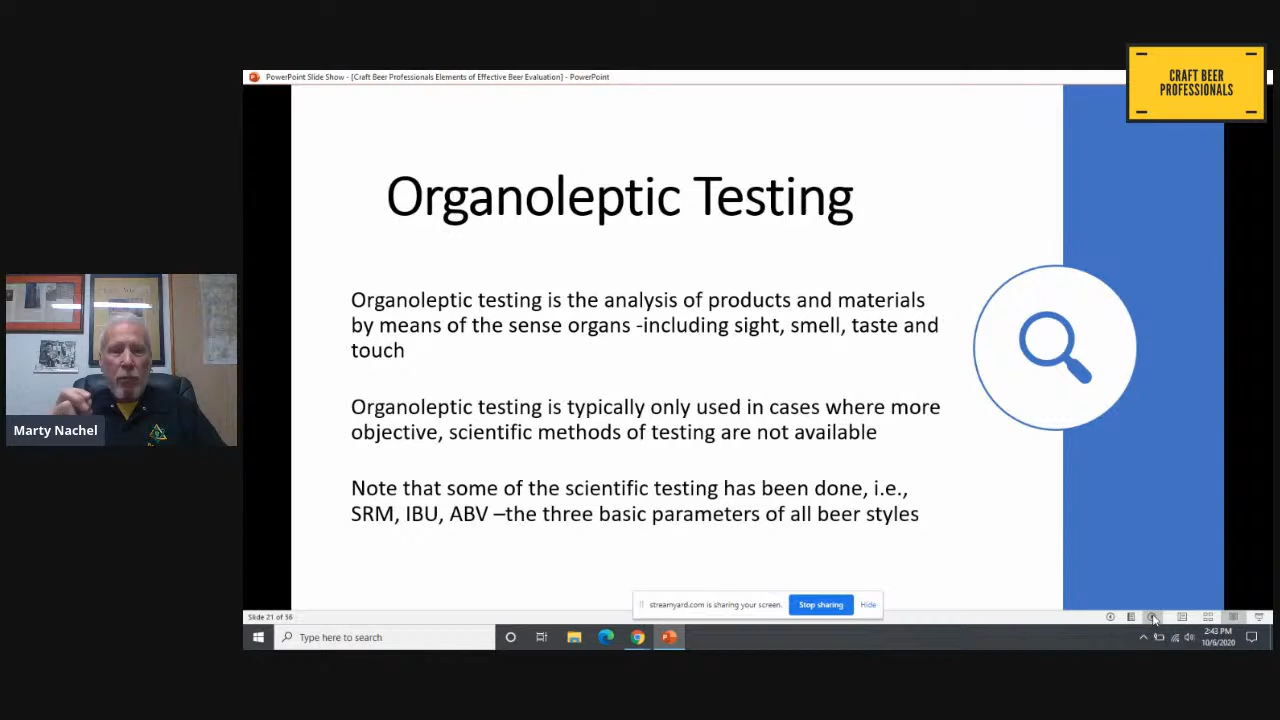 PowerPoint Slide Show - [Craft Beer Professionals Elements of Effective Beer Evaluation] - PowerPoint
CRAFT BEER
PROFESSIONALS
Organoleptic Testing
Organoleptic testing is the analysis of products and materials
by means of the sense organs -including sight, smell, taste and
touch
Organoleptic testing is typically only used in cases where more
objective, scientific methods of testing are not available
Note that some of the scientific testing has been done, i.e.,
SRM, IBU, ABV –the three basic parameters of all beer styles
Marty Nachel
streamyard.com is sharing your screen.
Stop sharing
Hide
Slide 21 of 36
Type here to search
2:43 PM
10/6/2020